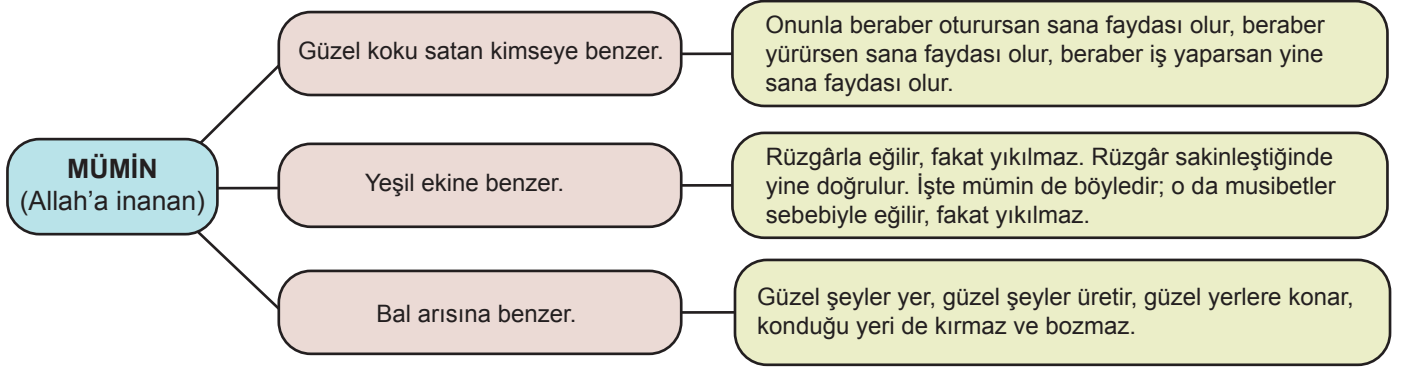 MÜMİN
(Allah’a inanan)
Güzel koku satan kimseye benzer.
Onunla beraber oturursan sana faydası olur, beraber
yürürsen sana faydası olur, beraber iş yaparsan yine
sana faydası olur.
Yeşil ekine benzer.
Rüzgârla eğilir, fakat yıkılmaz. Rüzgâr sakinleştiğinde
yine doğrulur. İşte mümin de böyledir; o da musibetler
sebebiyle eğilir, fakat yıkılmaz.
Bal arısına benzer.
Güzel şeyler yer, güzel şeyler üretir, güzel yerlere konar,
konduğu yeri de kırmaz ve bozmaz.